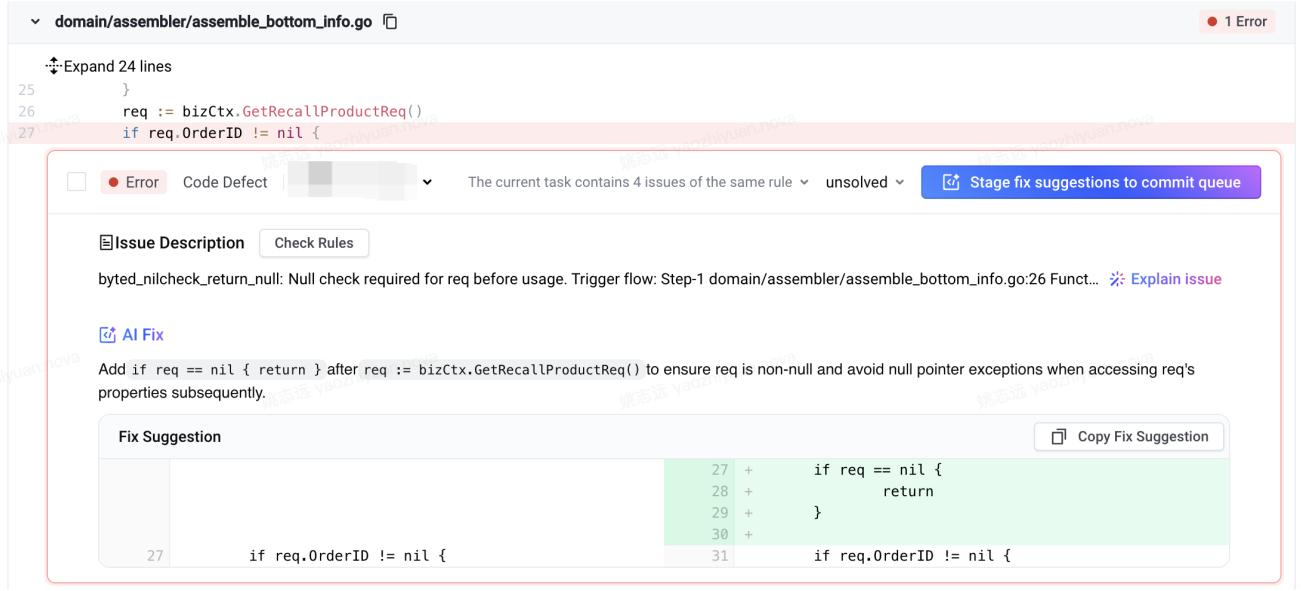 domain/assembler/assemble_bottom_info.go
1 Error
Expand 24 lines
25 }
26 req := bizCtx.GetRecallProductReq()
27 if req.OrderID != nil {
Error Code Defect The current task contains 4 issues of the same rule unsolved Stage fix suggestions to commit queue
Issue Description Check Rules
byted_nilcheck_return_null: Null check required for req before usage. Trigger flow: Step-1 domain/assembler/assemble_bottom_info.go:26 Funct... Explain issue
AI Fix
Add if req == nil { return } after req := bizCtx.GetRecallProductReq() to ensure req is non-null and avoid null pointer exceptions when accessing req's
properties subsequently.
Fix Suggestion Copy Fix Suggestion
27 + if req == nil {
28 + return
29 + }
30 +
27 if req.OrderID != nil { 31 if req.OrderID != nil {
姚志远 yaozhiyuan.nova